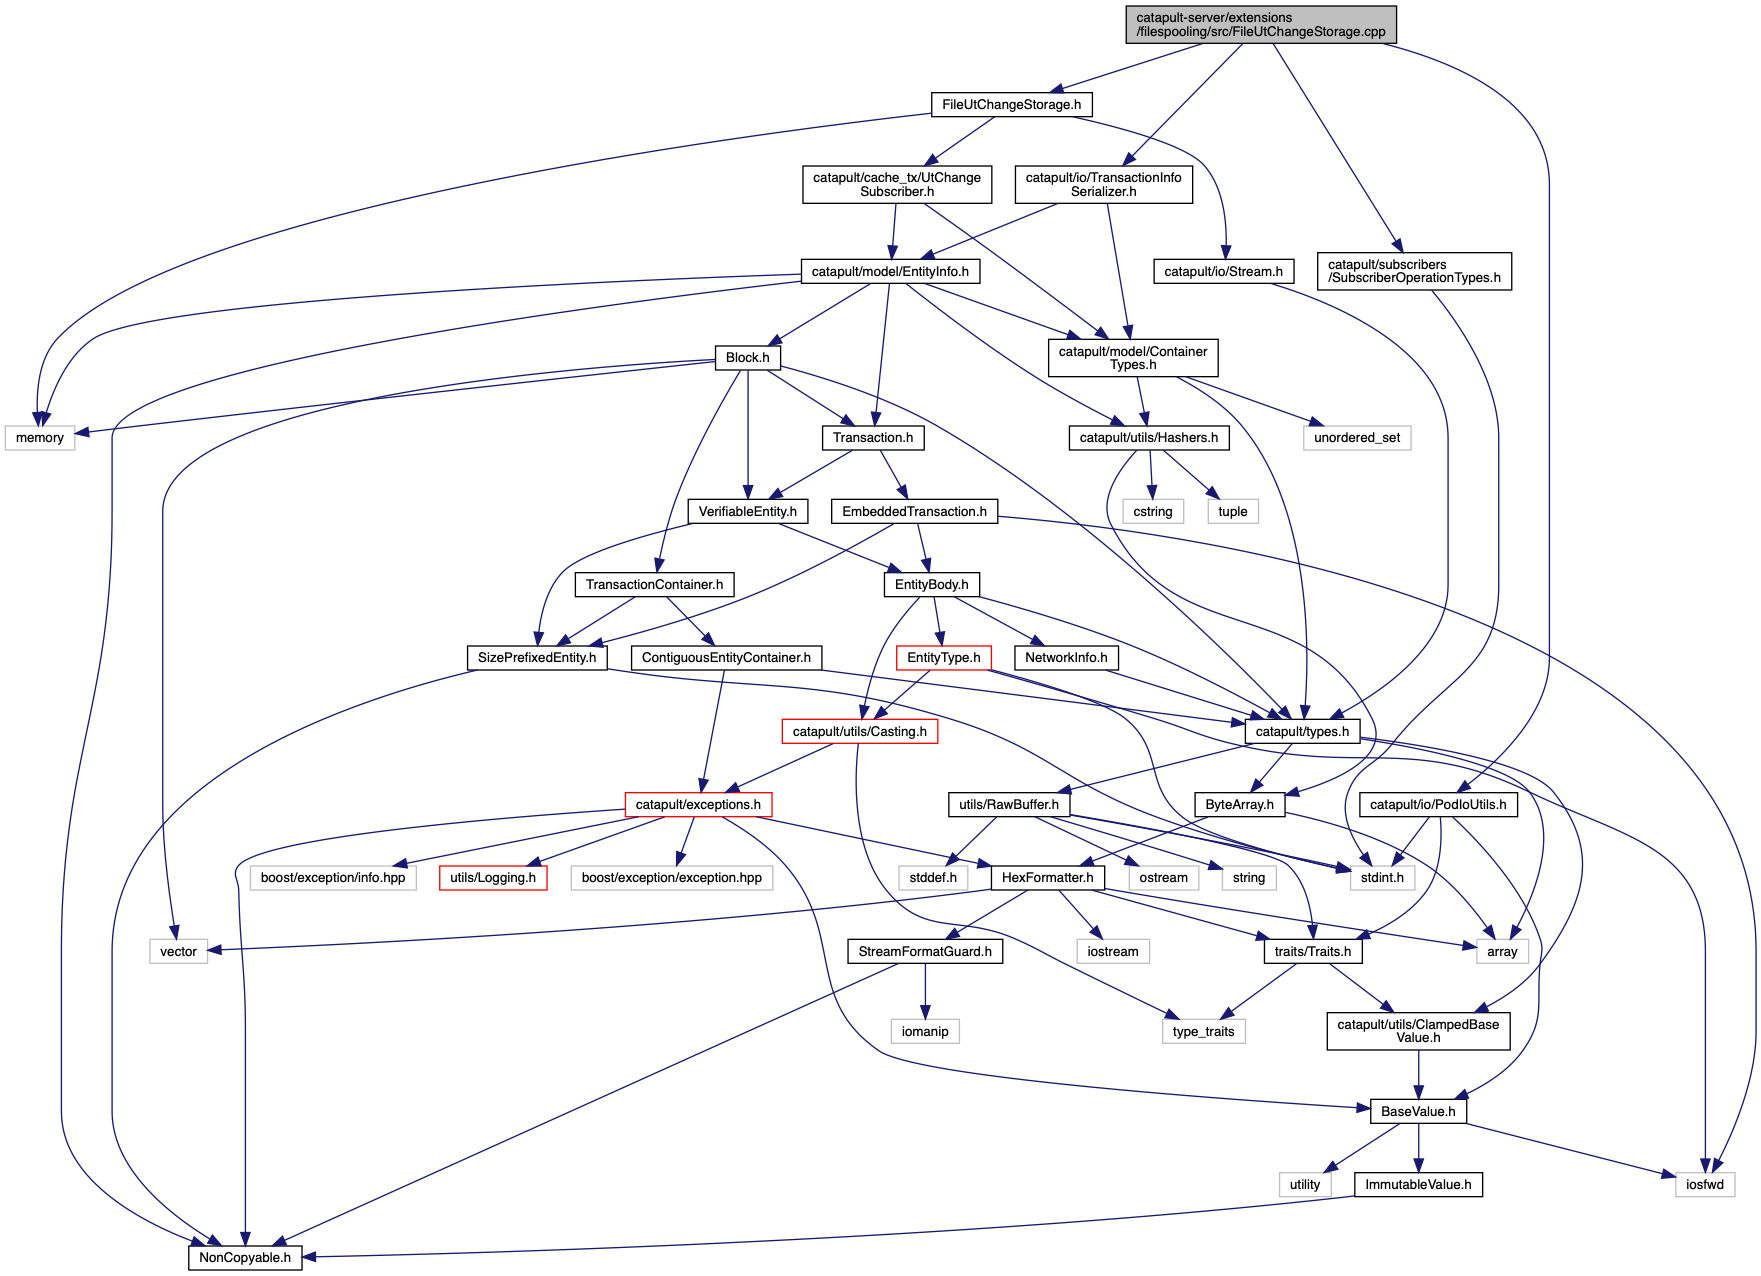 catapult-server/extensions
/filespooling/src/FileUtChangeStorage.cpp
FileUtChangeStorage.h
catapult/cache_tx/UtChange
Subscriber.h
catapult/io/TransactionInfo
Serializer.h
catapult/model/EntityInfo.h
catapult/io/Stream.h
catapult/subscribers
/SubscriberOperationTypes.h
Block.h
catapult/model/Container
Types.h
memory
Transaction.h
catapult/utils/Hashers.h
unordered_set
VerifiableEntity.h
EmbeddedTransaction.h
cstring
tuple
TransactionContainer.h
EntityBody.h
SizePrefixedEntity.h
ContiguousEntityContainer.h
EntityType.h
NetworkInfo.h
catapult/utils/Casting.h
catapult/types.h
catapult/exceptions.h
utils/RawBuffer.h
ByteArray.h
catapult/io/PodIoUtils.h
boost/exception/info.hpp
utils/Logging.h
boost/exception/exception.hpp
stddef.h
HexFormatter.h
ostream
string
stdint.h
vector
StreamFormatGuard.h
iostream
traits/Traits.h
array
iomanip
type_traits
catapult/utils/ClampedBase
Value.h
BaseValue.h
utility
ImmutableValue.h
iosfwd
NonCopyable.h